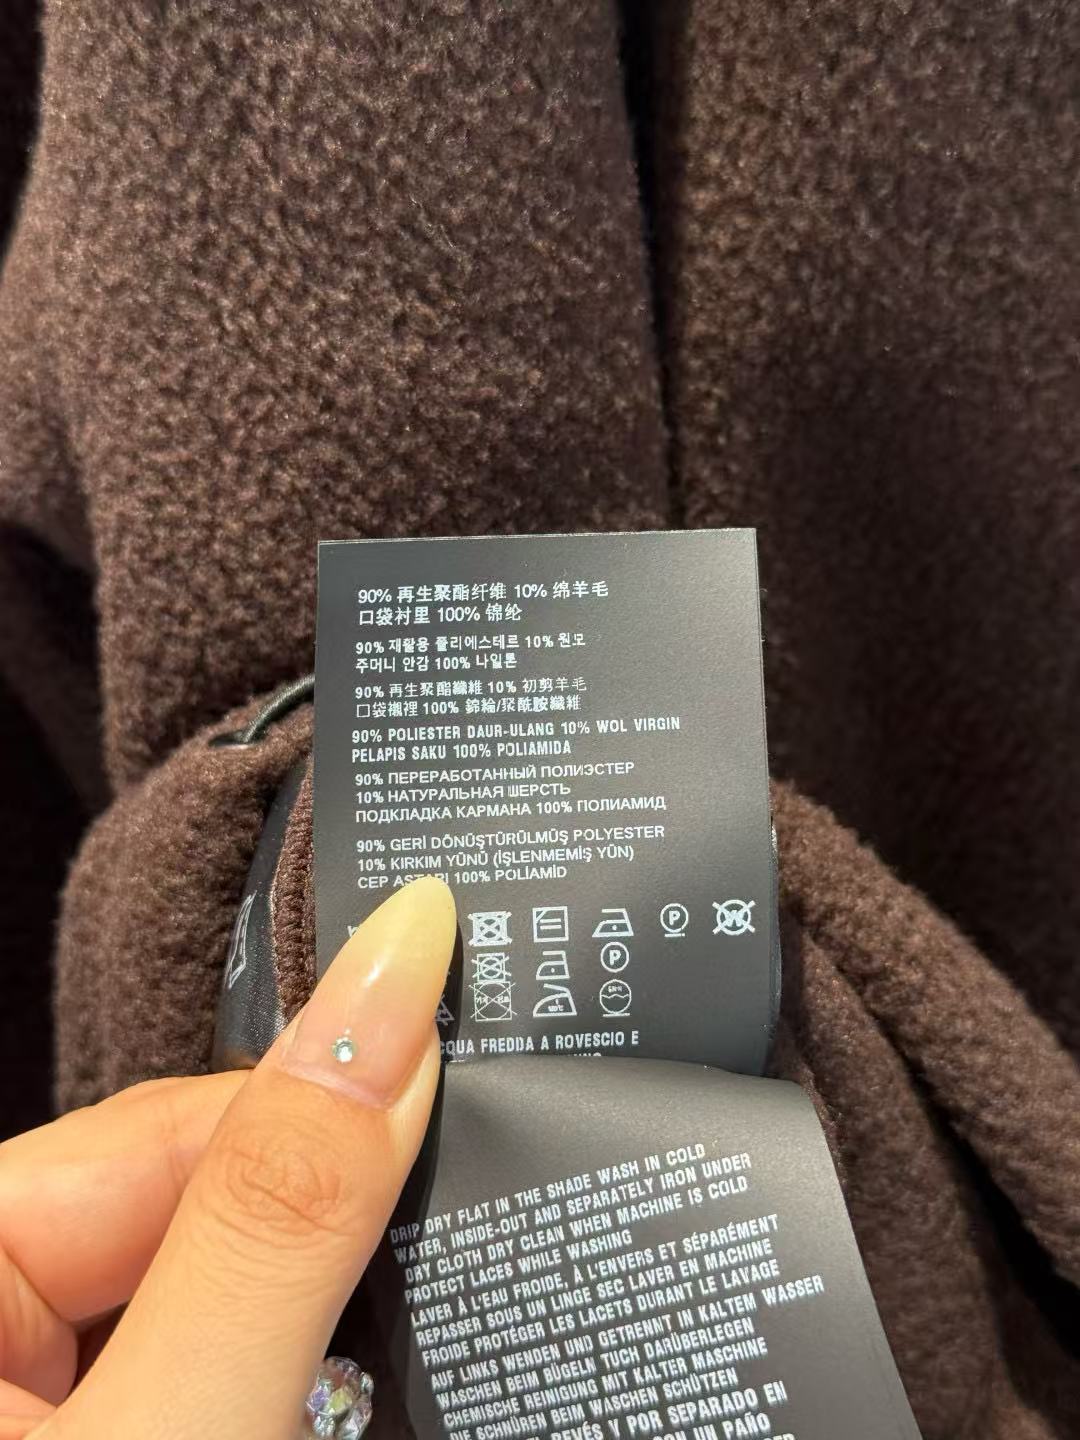 90% 再生聚酯纤维 10% 绵羊毛
口袋衬里 100% 锦纶
90% 재활용 폴리에스테르 10% 원모
주머니 안감 100% 나일론
90% 再生聚酯纖維 10% 初剪羊毛
口袋襯裡 100% 錦綸/聚酰胺纖維
90% POLIESTER DAUR-ULANG 10% WOL VIRGIN
PELAPIS SAKU 100% POLIAMIDA
90% ПЕРЕРАБОТАННЫЙ ПОЛИЭСТЕР
10% НАТУРАЛЬНАЯ ШЕРСТЬ
ПОДКЛАДКА КАРМАНА 100% ПОЛИАМИД
90% GERİ DÖNÜŞTÜRÜLMÜŞ POLYESTER
10% KIRKIM YÜNÜ (İŞLENMEMİŞ YÜN)
CEP ASTARI 100% POLİAMİD
P W
P
FREDDA A ROVESCIO E
DRIP DRY FLAT IN THE SHADE WASH IN COLD
WATER, INSIDE-OUT AND SEPARATELY IRON UNDER
DRY CLOTH DRY CLEAN WHEN MACHINE IS COLD
PROTECT LACES WHILE WASHING
LAVER À L'EAU FROIDE, À L'ENVERS ET SÉPARÉMENT
REPASSER SOUS UN LINGE SEC LAVER EN MACHINE
FROIDE PROTÉGER LES LACETS DURANT LE LAVAGE
AUF LINKS WENDEN UND GETRENNT IN KALTEM WASSER
WASCHEN BEIM BÜGELN TUCH DARÜBERLEGEN
CHEMISCHE REINIGUNG MIT KALTER MASCHINE
DIE SCHNÜREN BEIM WASCHEN SCHÜTZEN
REVÉS Y POR SEPARADO EN
CON UN PAÑO